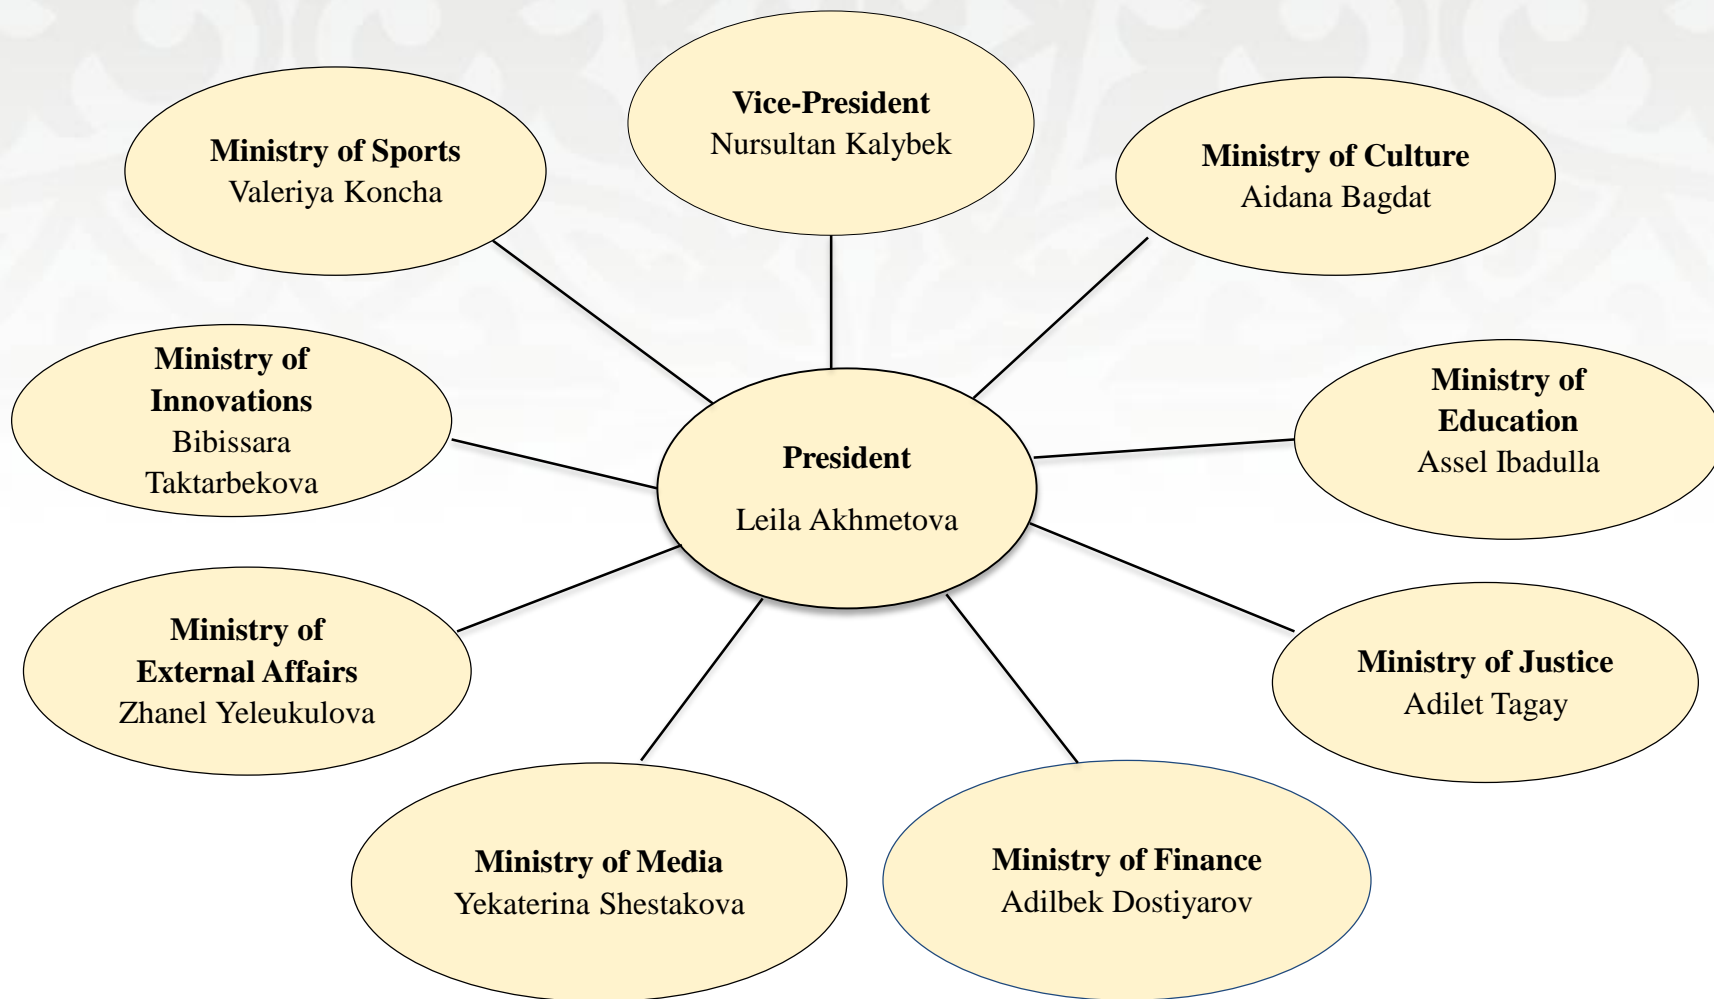 Vice-President
Nursultan Kalybek
Ministry of Sports
Valeriya Koncha
Ministry of Culture
Aidana Bagdat
Ministry of
Innovations
Bibissara
Taktarbekova
Ministry of
Education
Assel Ibadulla
President
Leila Akhmetova
Ministry of
External Affairs
Zhanel Yeleukulova
Ministry of Justice
Adilet Tagay
Ministry of Media
Yekaterina Shestakova
Ministry of Finance
Adilbek Dostiyarov